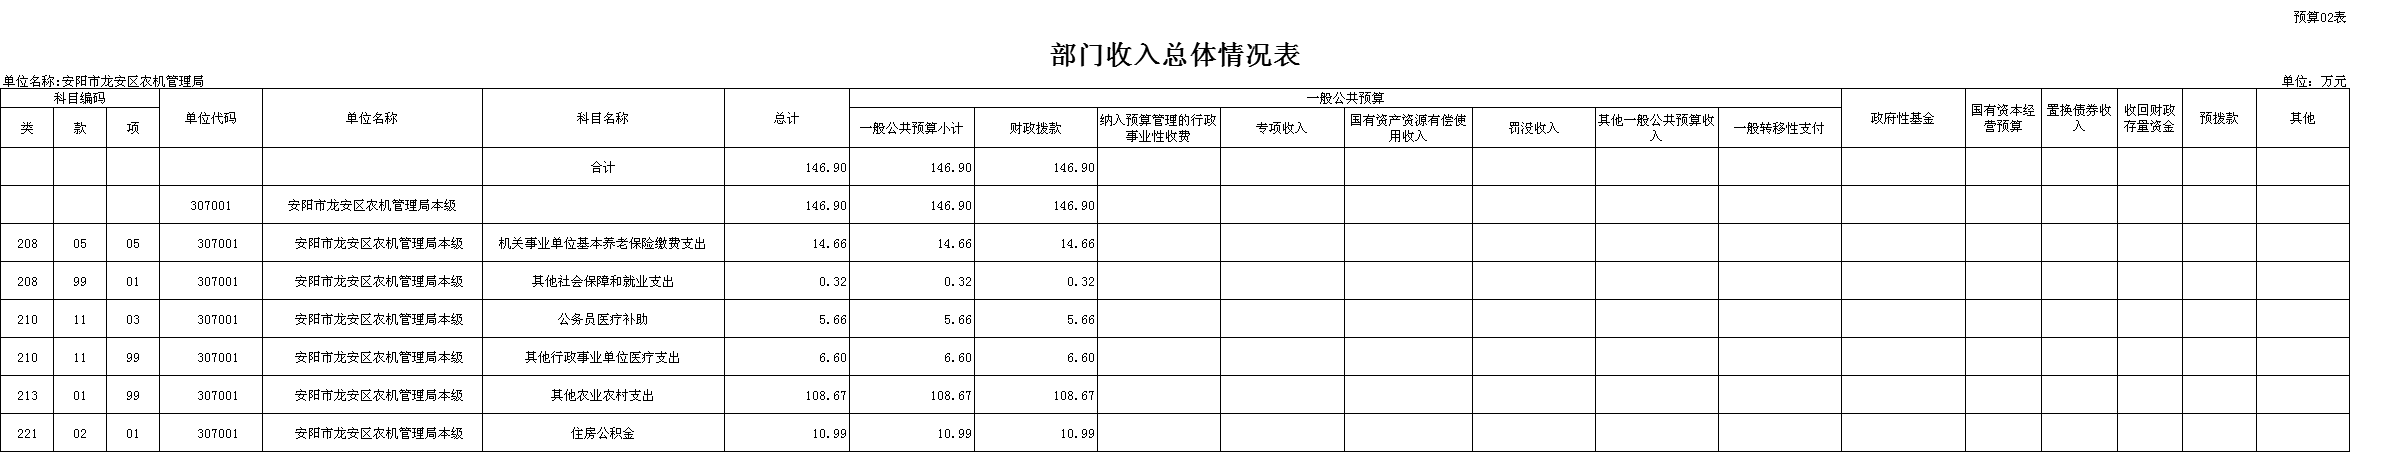 预算02表
部门收入总体情况表
单位名称:安阳市龙安区农机管理局 单位：万元
科目编码 单位代码 单位名称 科目名称 总计 一般公共预算 政府性基金 国有资本经营预算 置换债券收入 收回财政存量资金 预拨款 其他
类 款 项 一般公共预算小计 财政拨款 纳入预算管理的行政事业性收费 专项收入 国有资产资源有偿使用收入 罚没收入 其他一般公共预算收入 一般转移性支付
合计 146.90 146.90 146.90
307001 安阳市龙安区农机管理局本级 146.90 146.90 146.90
208 05 05 307001 安阳市龙安区农机管理局本级 机关事业单位基本养老保险缴费支出 14.66 14.66 14.66
208 99 01 307001 安阳市龙安区农机管理局本级 其他社会保障和就业支出 0.32 0.32 0.32
210 11 03 307001 安阳市龙安区农机管理局本级 公务员医疗补助 5.66 5.66 5.66
210 11 99 307001 安阳市龙安区农机管理局本级 其他行政事业单位医疗支出 6.60 6.60 6.60
213 01 99 307001 安阳市龙安区农机管理局本级 其他农业农村支出 108.67 108.67 108.67
221 02 01 307001 安阳市龙安区农机管理局本级 住房公积金 10.99 10.99 10.99